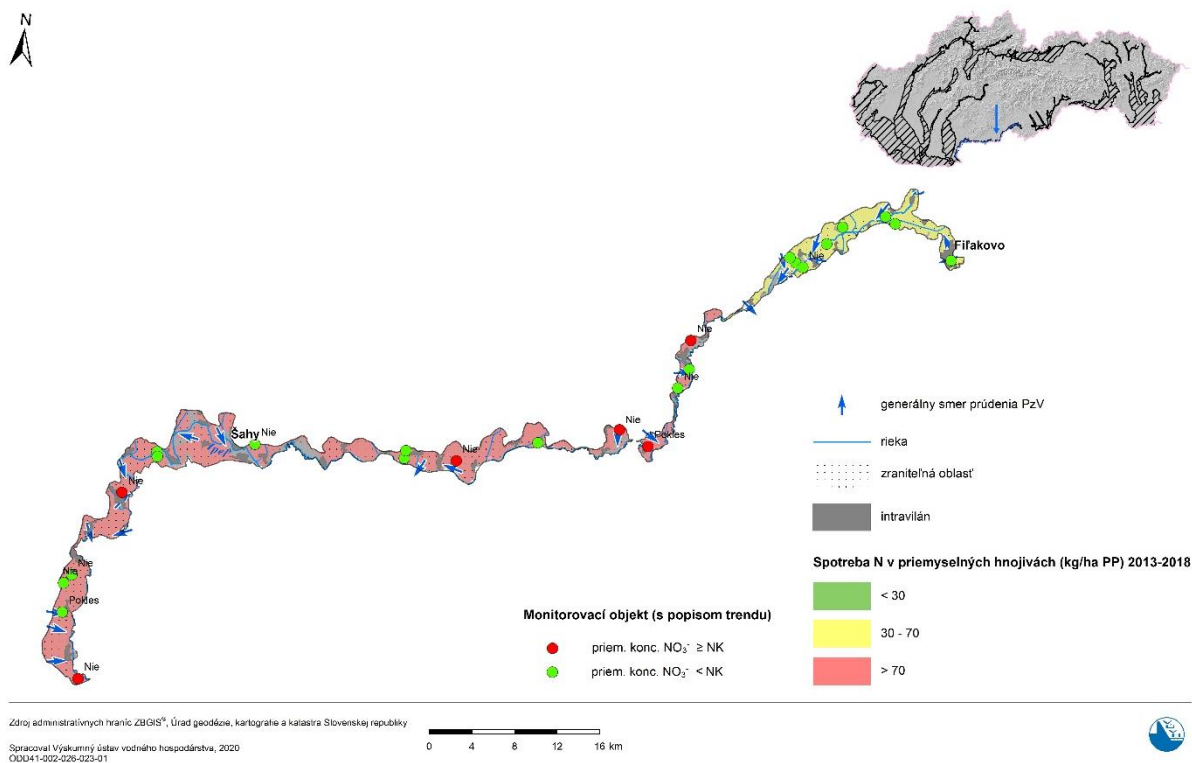 N
Fiľakovo
Nie
Nie
Nie
Nie
Pokles
Šahy
Nie
Nie
Nie
Nie
Nie
Pokles
Nie
generálny smer prúdenia PzV
rieka
zraniteľná oblasť
intravilán
Spotreba N v priemyselných hnojivách (kg/ha PP) 2013-2018
< 30
30 - 70
> 70
Monitorovací objekt (s popisom trendu)
priem. konc. NO₃⁻ ≥ NK
priem. konc. NO₃⁻ < NK
Zdroj administratívnych hraníc ZBGIS®, Úrad geodézie, kartografie a katastra Slovenskej republiky
Spracoval Výskumný ústav vodného hospodárstva, 2020
ODD41-002-026-023-01
0 4 8 12 16 km